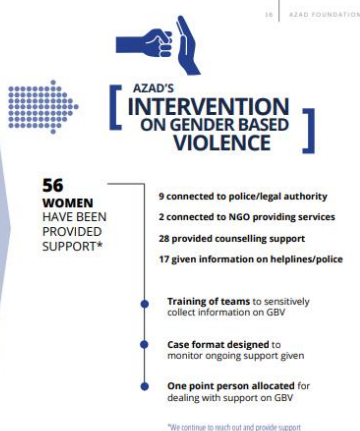 16 | AZAD FOUNDATION
AZAD'S
[ INTERVENTION
ON GENDER BASED
VIOLENCE ]
56
WOMEN
HAVE BEEN
PROVIDED
SUPPORT*
9 connected to police/legal authority
2 connected to NGO providing services
28 provided counselling support
17 given information on helplines/police
Training of teams to sensitively
collect information on GBV
Case format designed to
monitor ongoing support given
One point person allocated for
dealing with support on GBV
*We continue to reach out and provide support